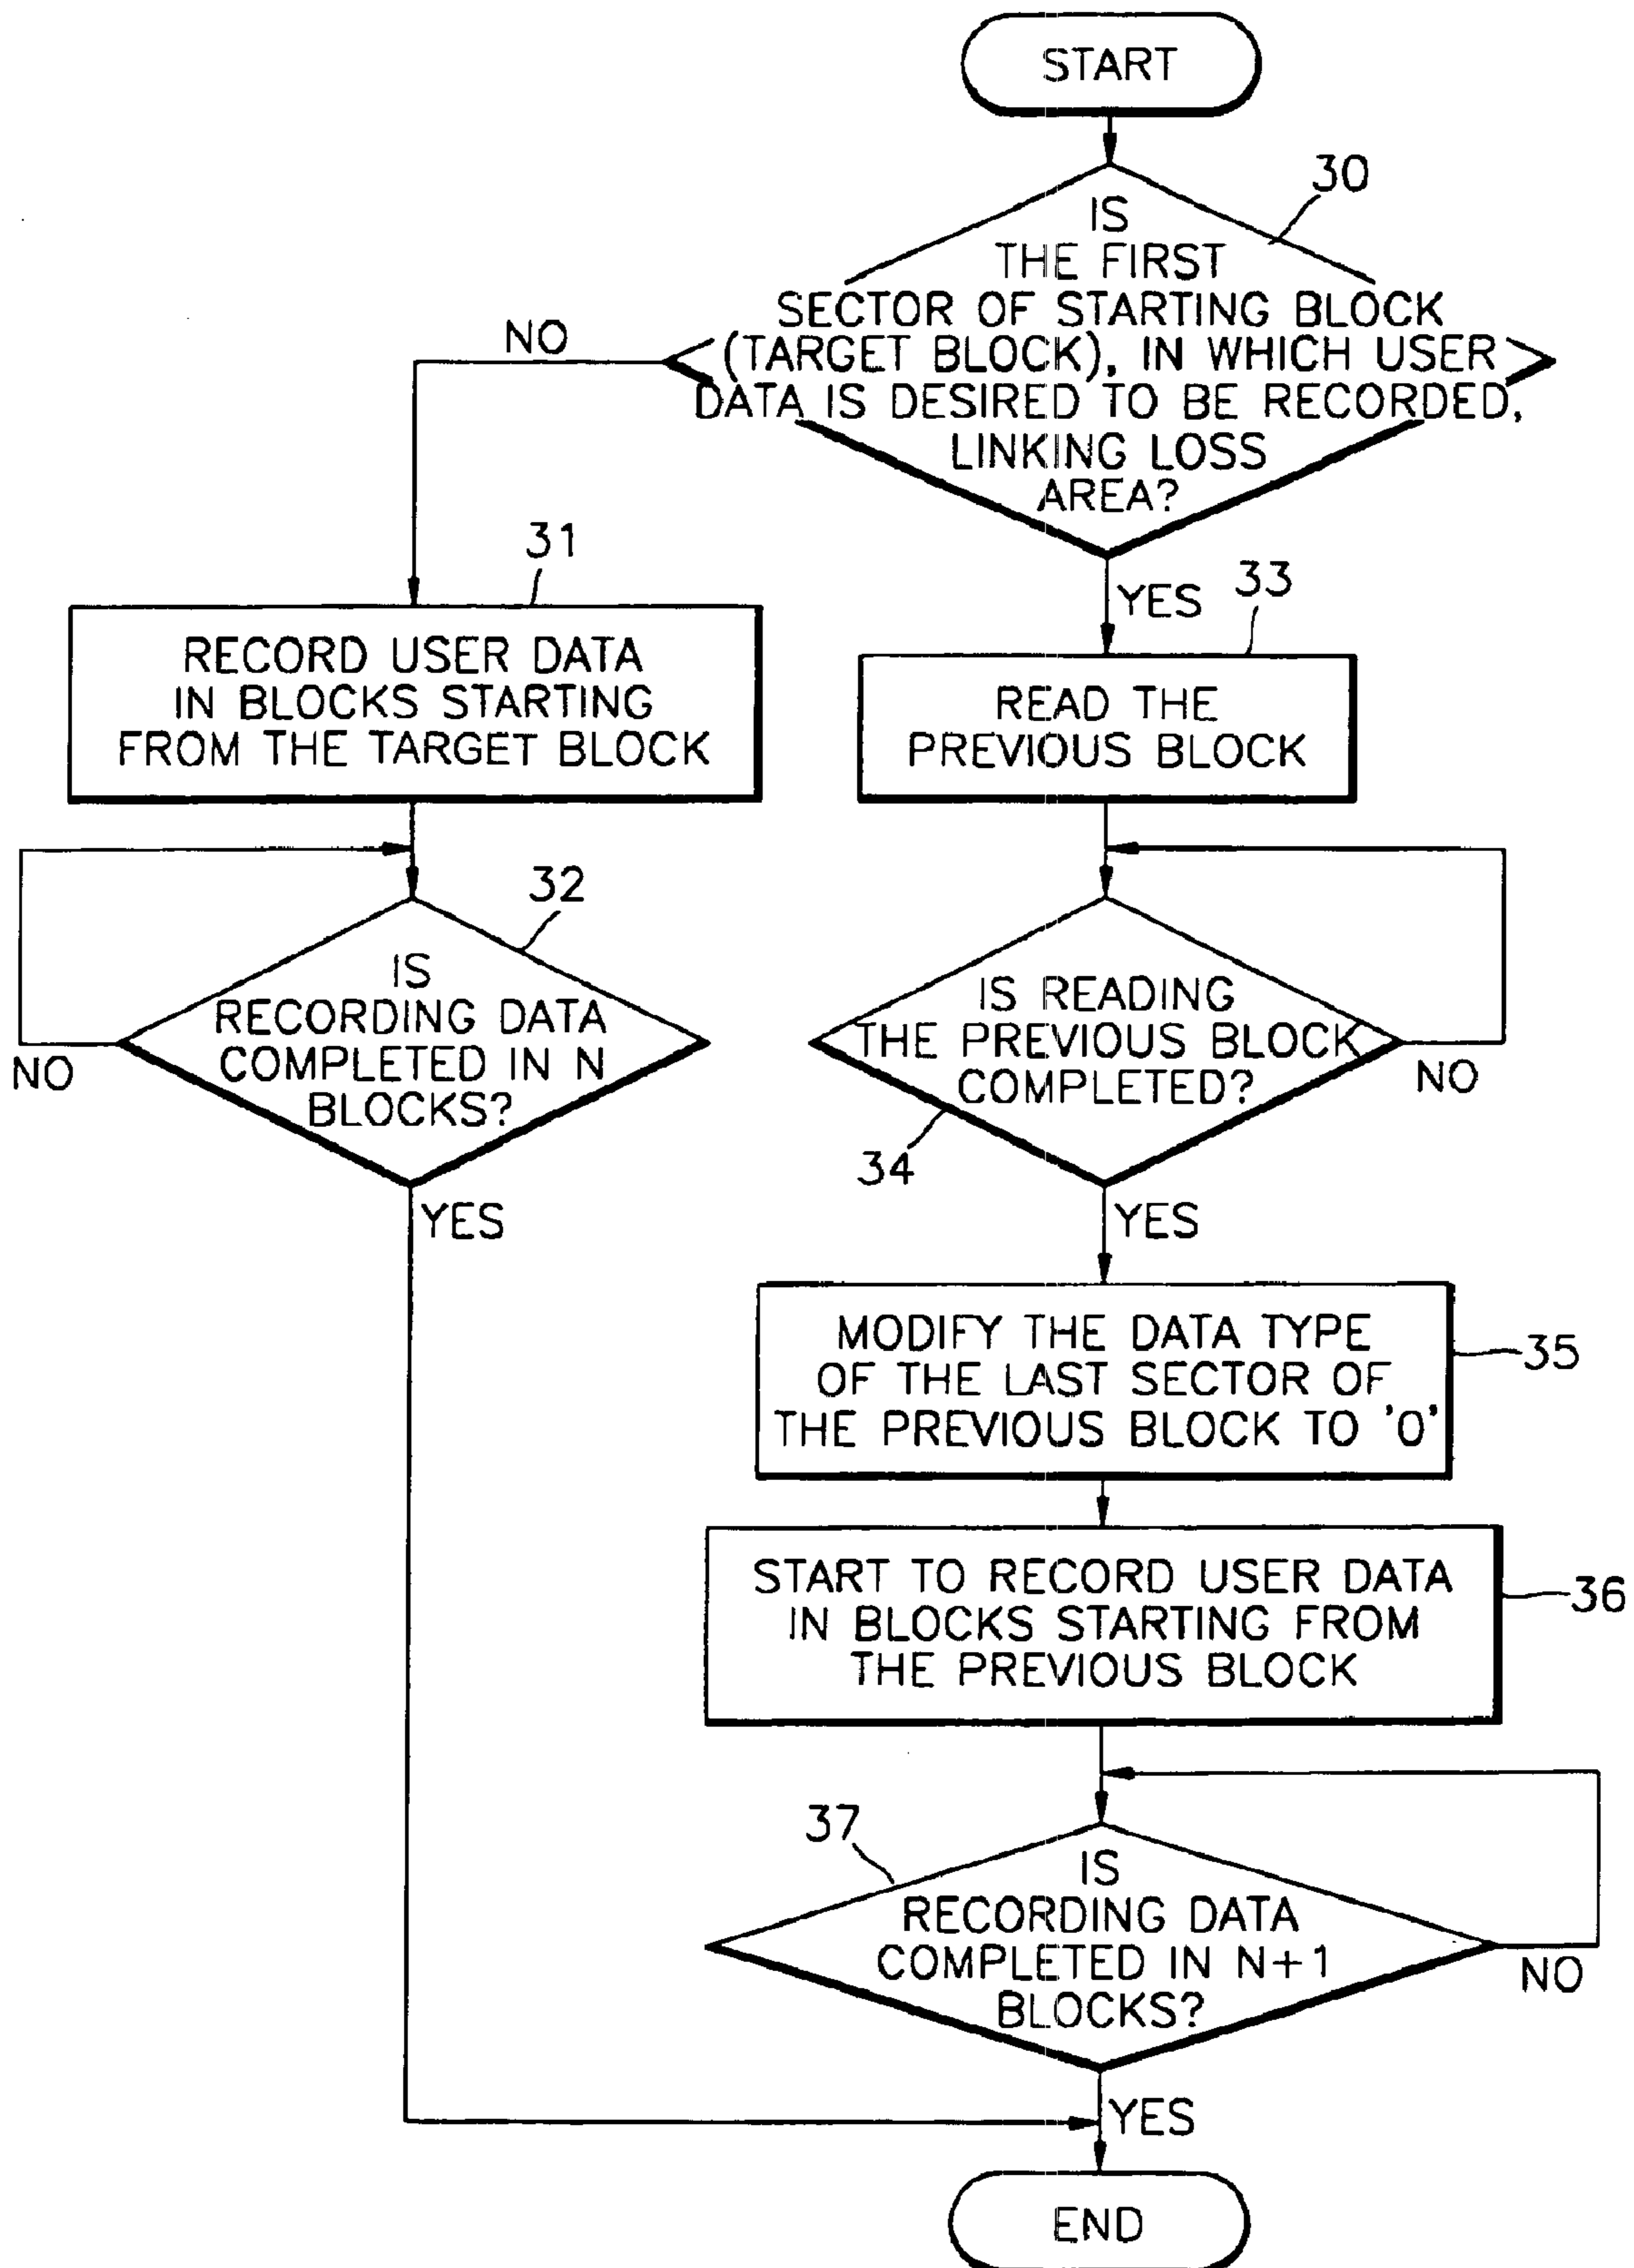 START
30
IS
THE FIRST
SECTOR OF STARTING BLOCK
(TARGET BLOCK), IN WHICH USER
DATA IS DESIRED TO BE RECORDED,
LINKING LOSS
AREA?
NO
YES
31
RECORD USER DATA
IN BLOCKS STARTING
FROM THE TARGET BLOCK
33
READ THE
PREVIOUS BLOCK
32
IS
RECORDING DATA
COMPLETED IN N
BLOCKS?
NO
YES
IS READING
THE PREVIOUS BLOCK
COMPLETED?
NO
34
YES
MODIFY THE DATA TYPE
OF THE LAST SECTOR OF
THE PREVIOUS BLOCK TO '0'
35
START TO RECORD USER DATA
IN BLOCKS STARTING FROM
THE PREVIOUS BLOCK
36
37
IS
RECORDING DATA
COMPLETED IN N+1
BLOCKS?
NO
YES
END